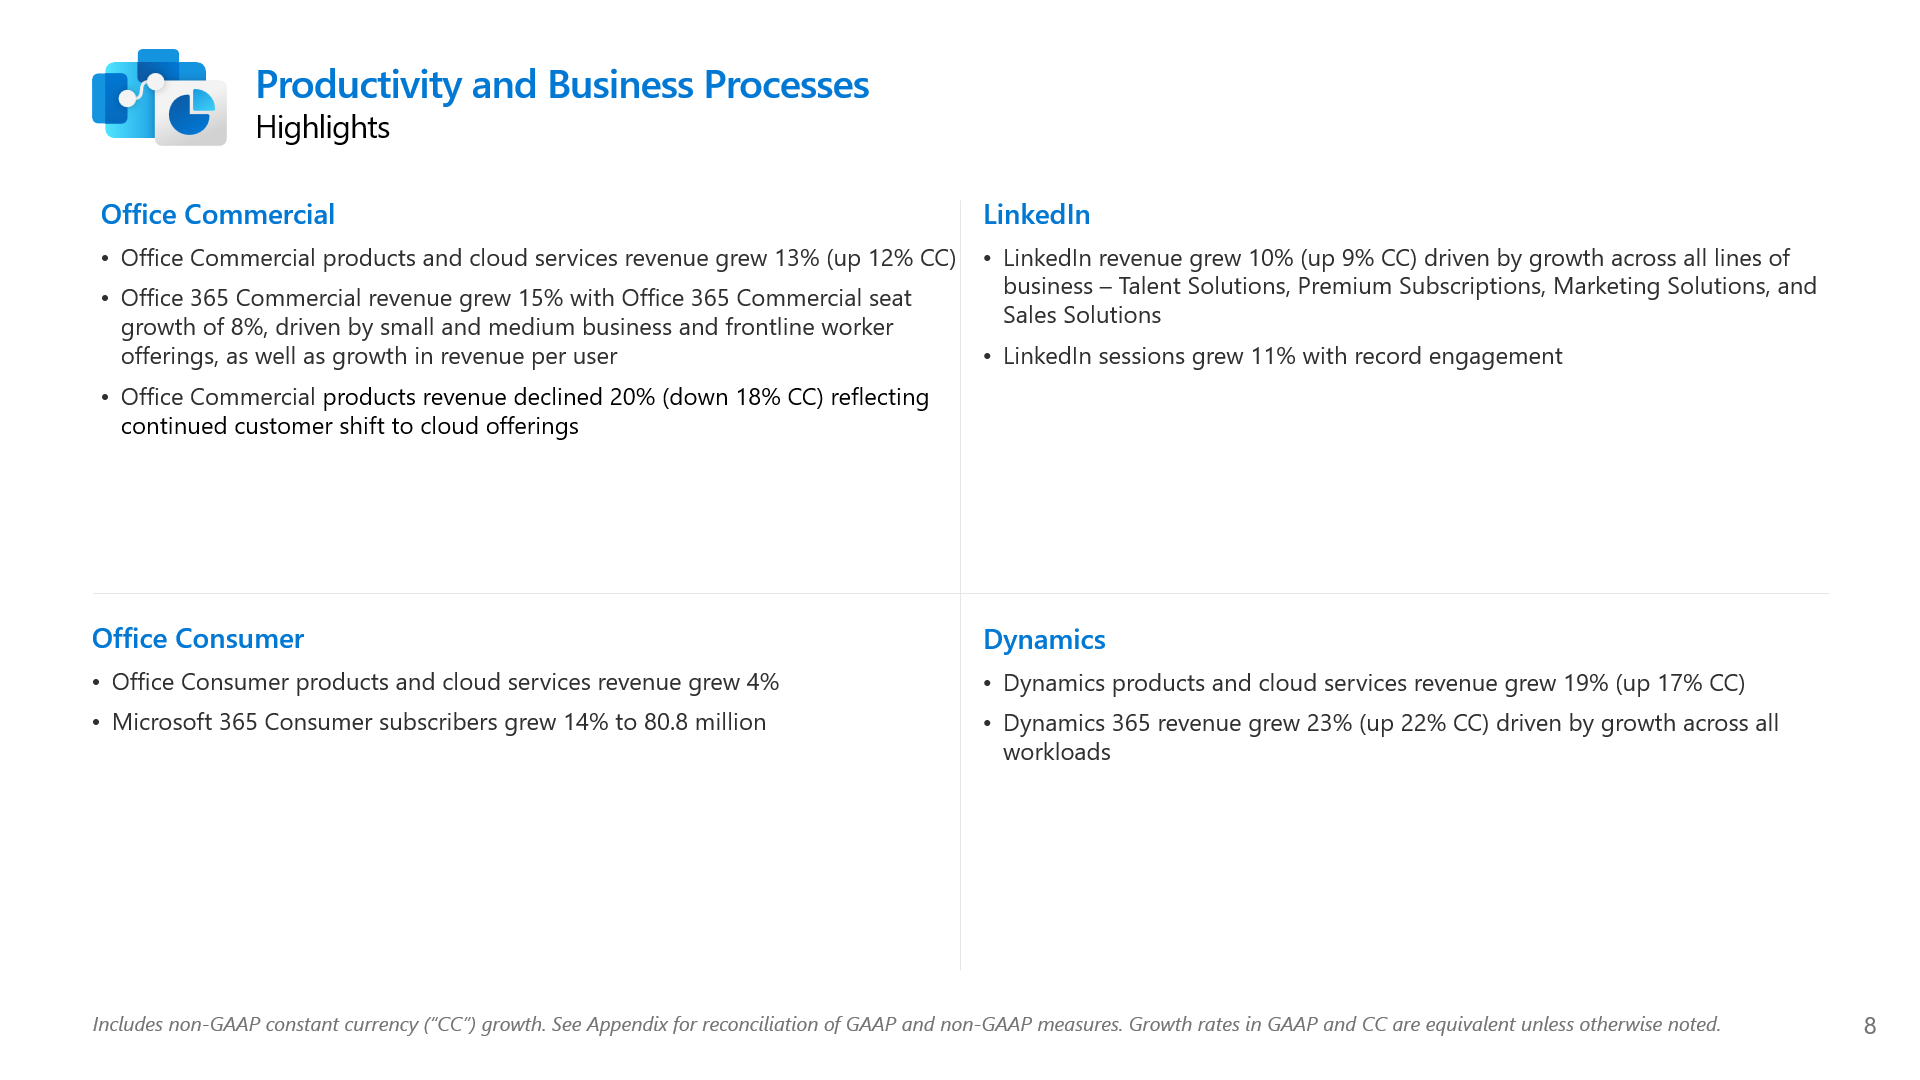 Productivity and Business Processes
Highlights
Office Commercial
• Office Commercial products and cloud services revenue grew 13% (up 12% CC)
• Office 365 Commercial revenue grew 15% with Office 365 Commercial seat
growth of 8%, driven by small and medium business and frontline worker
offerings, as well as growth in revenue per user
• Office Commercial products revenue declined 20% (down 18% CC) reflecting
continued customer shift to cloud offerings
LinkedIn
• LinkedIn revenue grew 10% (up 9% CC) driven by growth across all lines of
business – Talent Solutions, Premium Subscriptions, Marketing Solutions, and
Sales Solutions
• LinkedIn sessions grew 11% with record engagement
Office Consumer
• Office Consumer products and cloud services revenue grew 4%
• Microsoft 365 Consumer subscribers grew 14% to 80.8 million
Dynamics
• Dynamics products and cloud services revenue grew 19% (up 17% CC)
• Dynamics 365 revenue grew 23% (up 22% CC) driven by growth across all
workloads
Includes non-GAAP constant currency (“CC”) growth. See Appendix for reconciliation of GAAP and non-GAAP measures. Growth rates in GAAP and CC are equivalent unless otherwise noted.
8